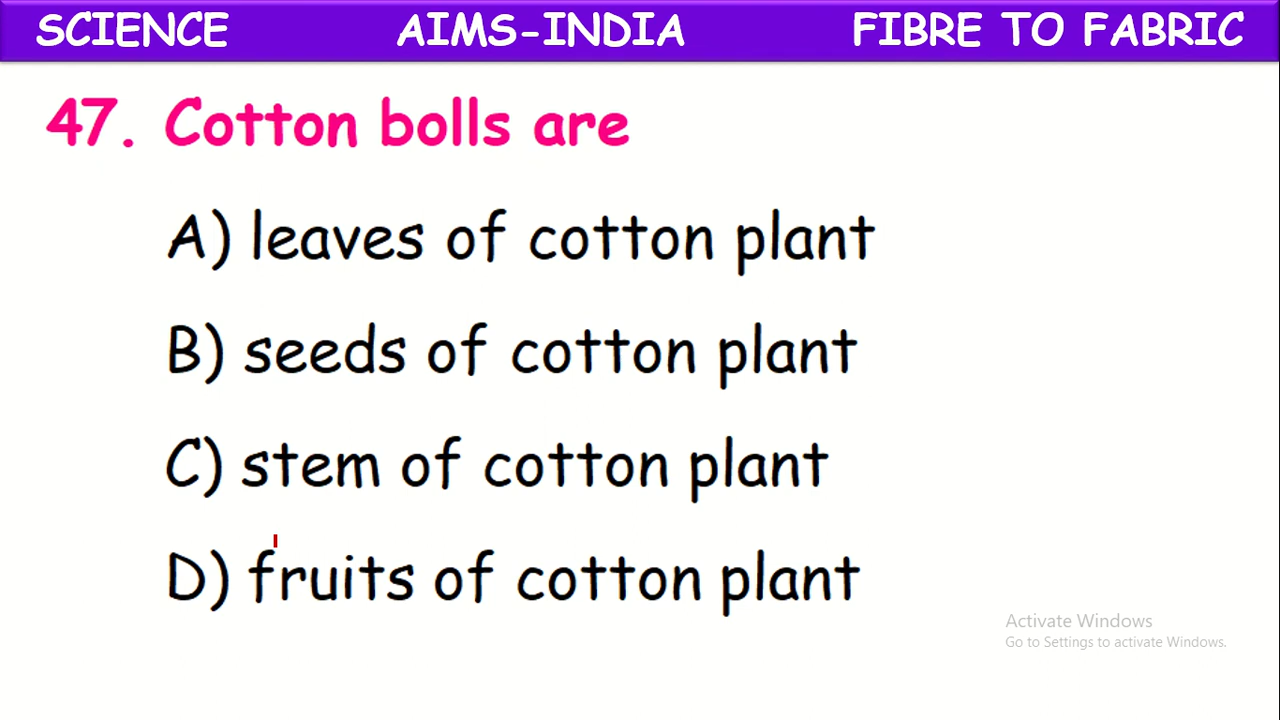 SCIENCE AIMS-INDIA FIBRE TO FABRIC
47. Cotton bolls are
A) leaves of cotton plant
B) seeds of cotton plant
C) stem of cotton plant
D) fruits of cotton plant
Activate Windows
Go to Settings to activate Windows.